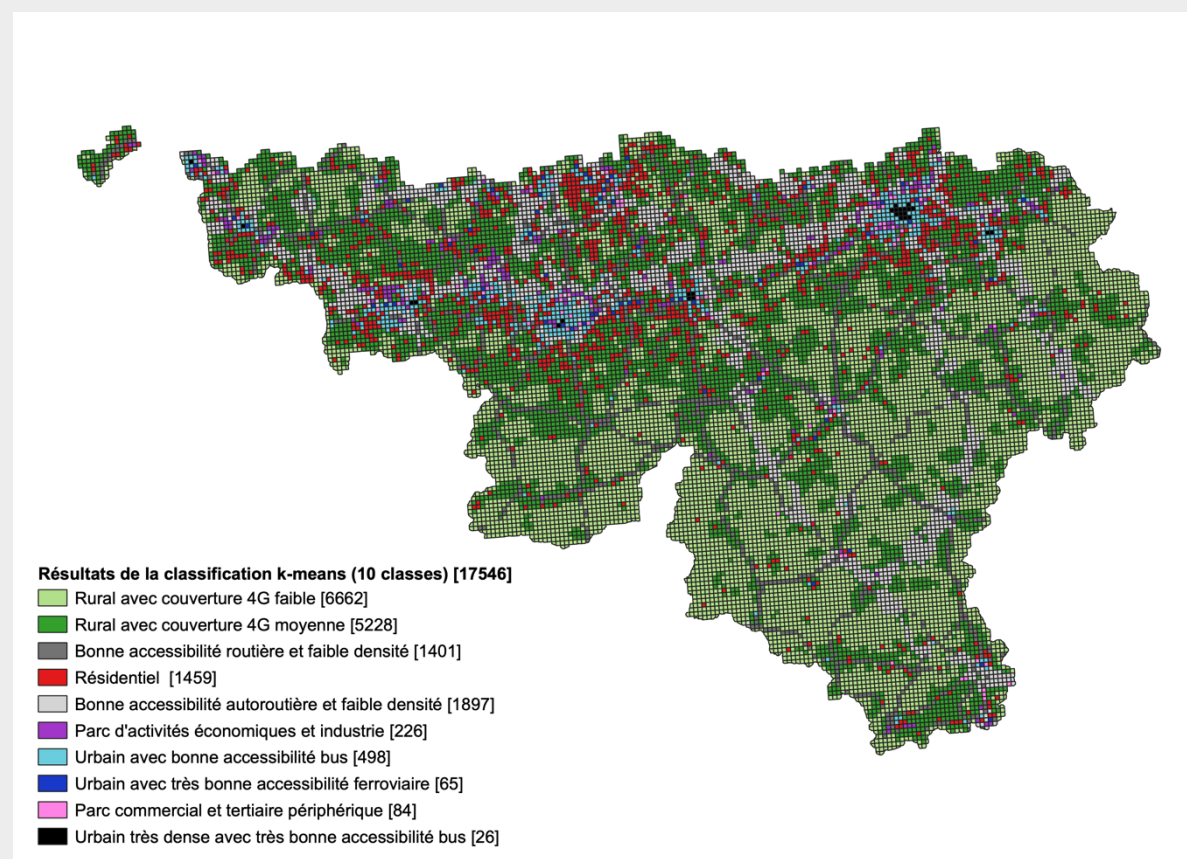 Résultats de la classification k-means (10 classes) [17546]
Rural avec couverture 4G faible [6662]
Rural avec couverture 4G moyenne [5228]
Bonne accessibilité routière et faible densité [1401]
Résidentiel [1459]
Bonne accessibilité autoroutière et faible densité [1897]
Parc d'activités économiques et industrie [226]
Urbain avec bonne accessibilité bus [498]
Urbain avec très bonne accessibilité ferroviaire [65]
Parc commercial et tertiaire périphérique [84]
Urbain très dense avec très bonne accessibilité bus [26]